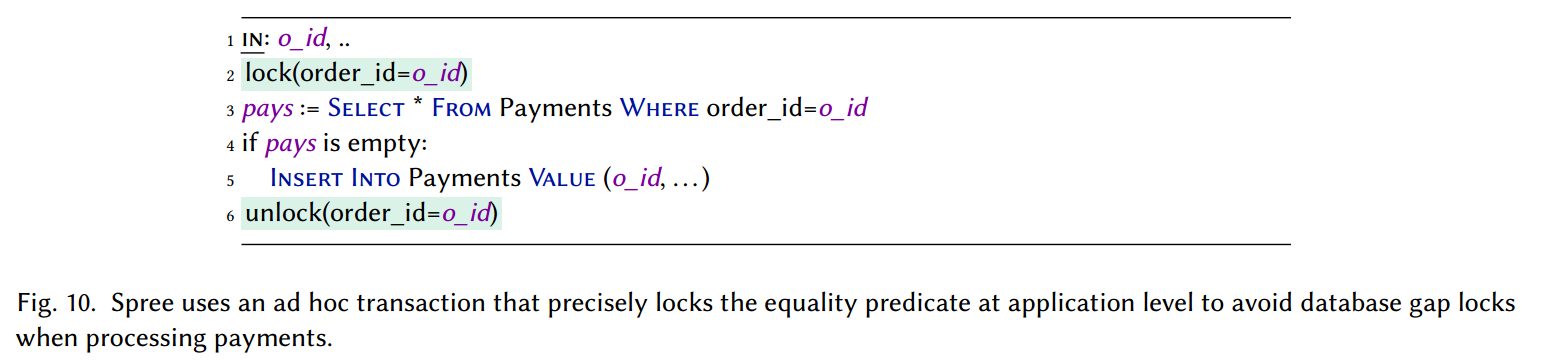 1 IN: o_id, ..
2 lock(order_id=o_id)
3 pays := SELECT * FROM Payments WHERE order_id=o_id
4 if pays is empty:
5 INSERT INTO Payments VALUE (o_id, ...)
6 unlock(order_id=o_id)
Fig. 10. Spree uses an ad hoc transaction that precisely locks the equality predicate at application level to avoid database gap locks
when processing payments.